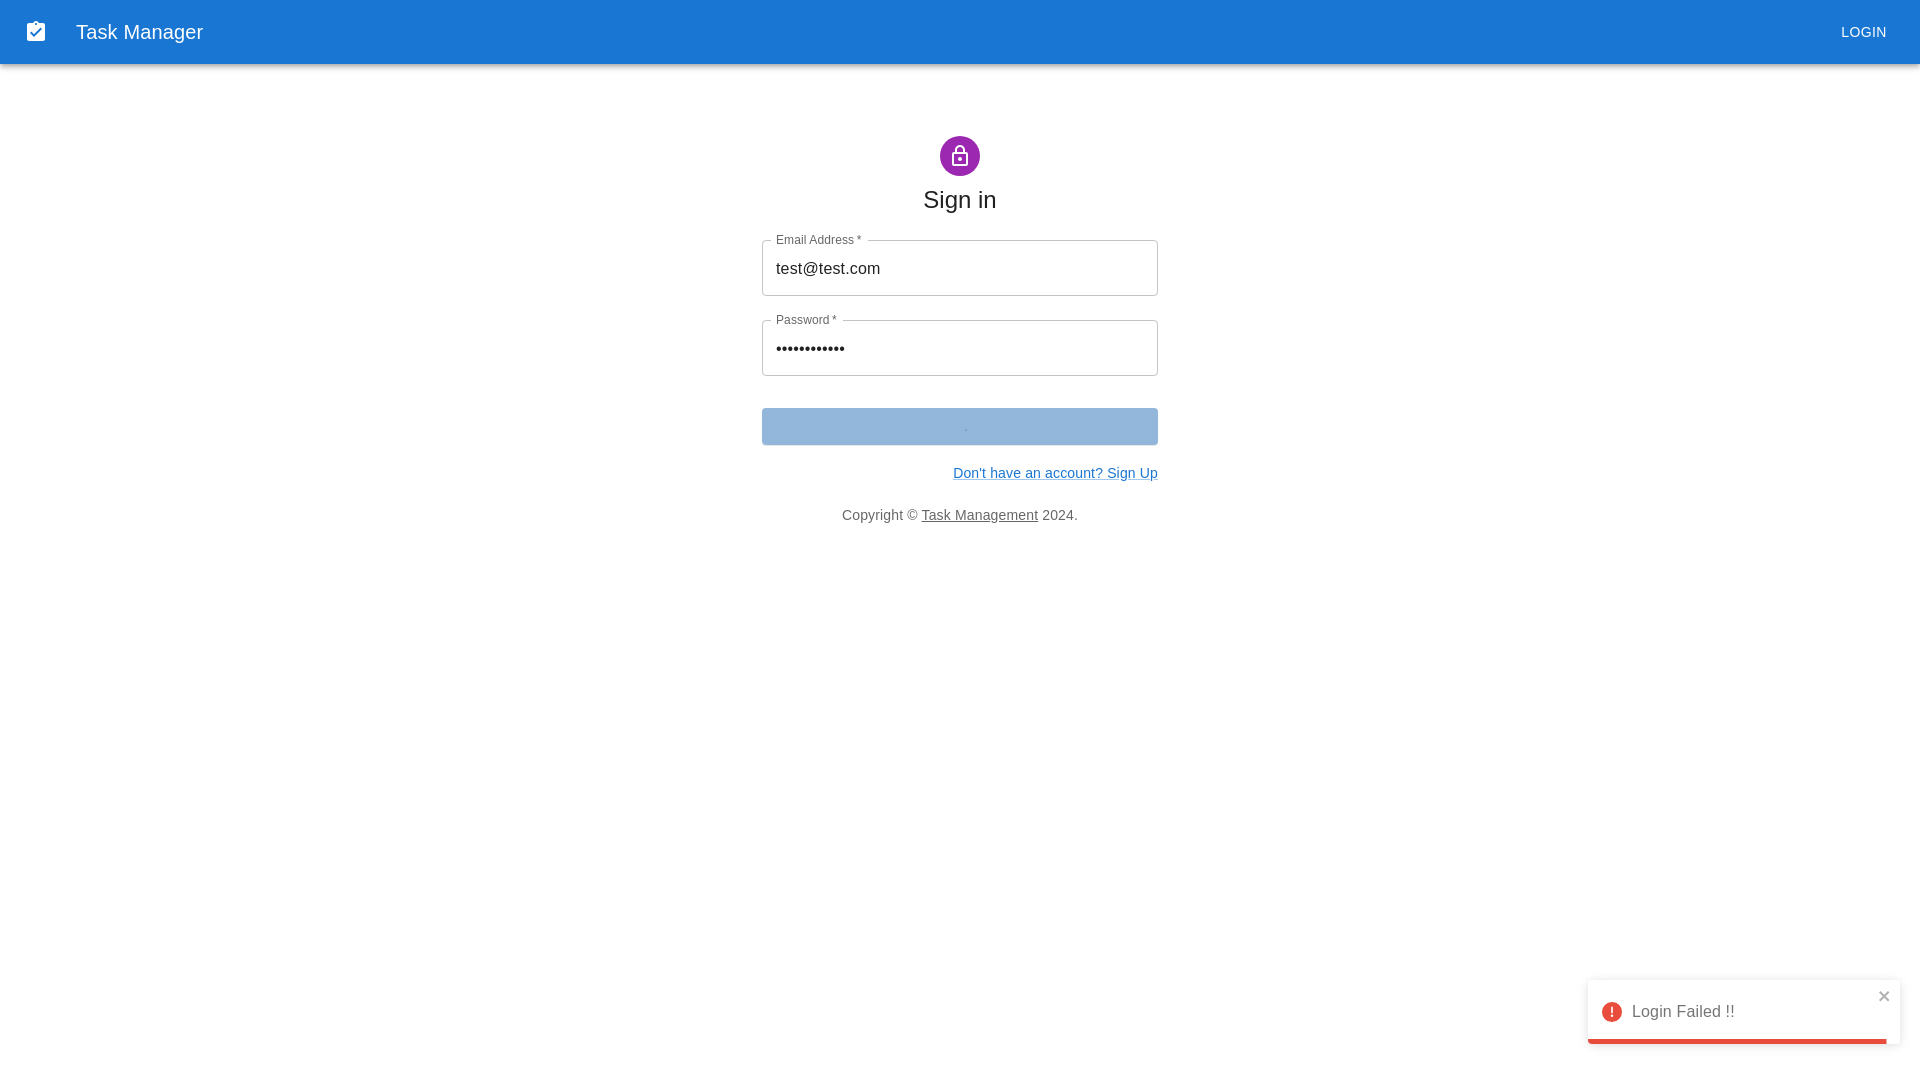 Task Manager
LOGIN
Sign in
Email Address *
test@test.com
Password *
••••••••••••
Don't have an account? Sign Up
Copyright © Task Management 2024.
Login Failed !!